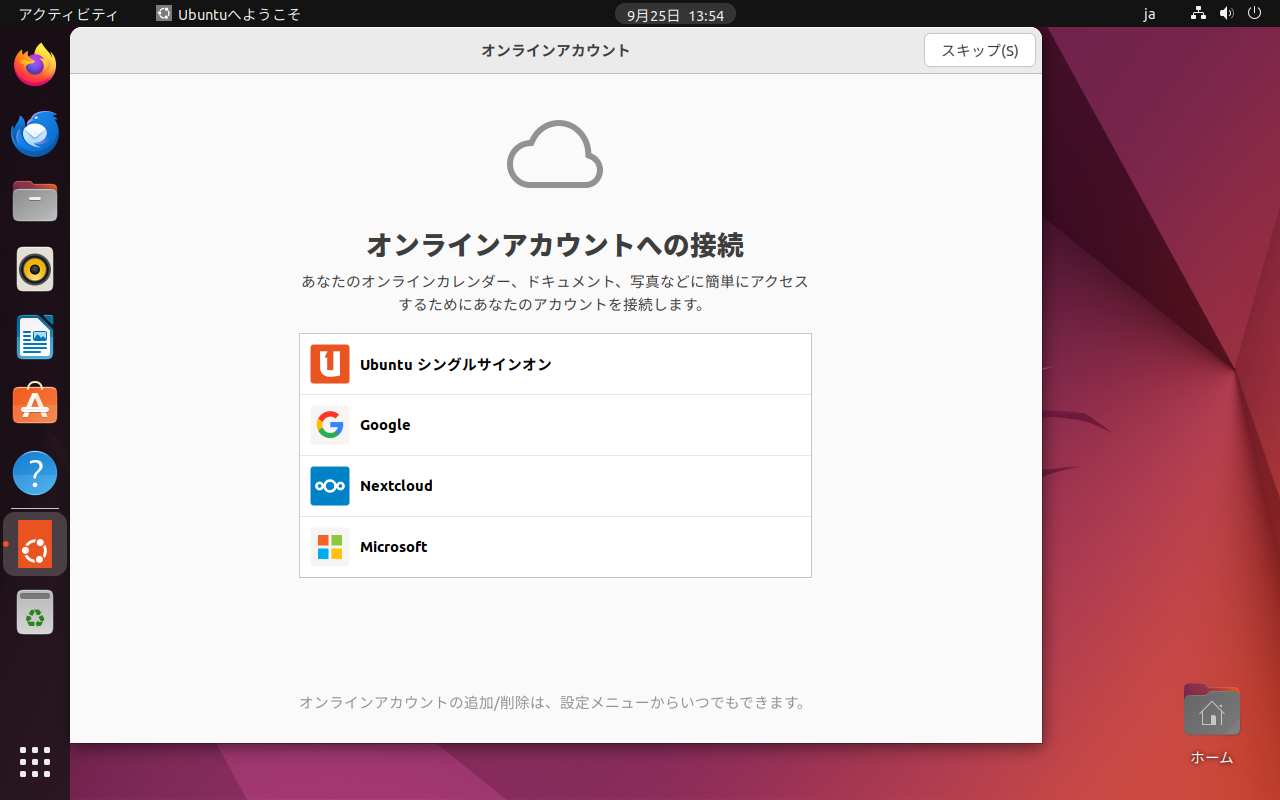 アクティビティ
Ubuntuへようこそ
9月25日 13:54
ja
オンラインアカウント
スキップ(S)
オンラインアカウントへの接続
あなたのオンラインカレンダー、ドキュメント、写真などに簡単にアクセス
するためにあなたのアカウントを接続します。
Ubuntu シングルサインオン
Google
Nextcloud
Microsoft
オンラインアカウントの追加/削除は、設定メニューからいつでもできます。
ホーム